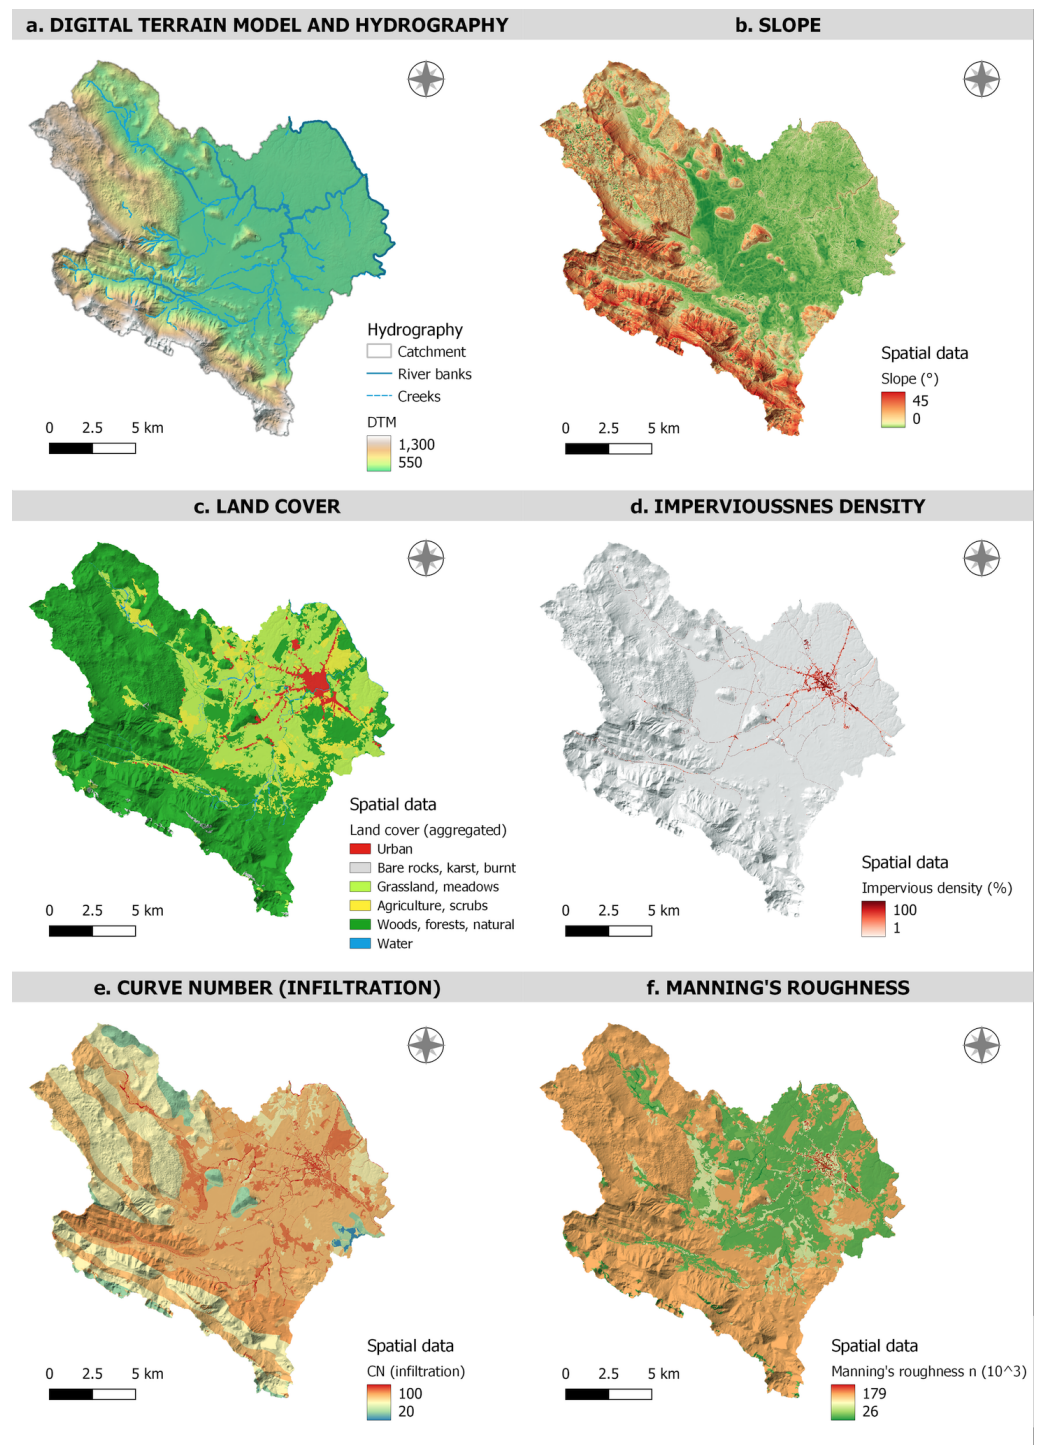 a. DIGITAL TERRAIN MODEL AND HYDROGRAPHY
b. SLOPE
Hydrography
Catchment
River banks
Creeks
DTM
1,300
550
0 2.5 5 km
Spatial data
Slope (°)
45
0
0 2.5 5 km
c. LAND COVER
d. IMPERVIOUSSNES DENSITY
Spatial data
Land cover (aggregated)
Urban
Bare rocks, karst, burnt
Grassland, meadows
Agriculture, scrubs
Woods, forests, natural
Water
0 2.5 5 km
Spatial data
Impervious density (%)
100
1
0 2.5 5 km
e. CURVE NUMBER (INFILTRATION)
f. MANNING'S ROUGHNESS
Spatial data
CN (infiltration)
100
20
0 2.5 5 km
Spatial data
Manning's roughness n (10^3)
179
26
0 2.5 5 km